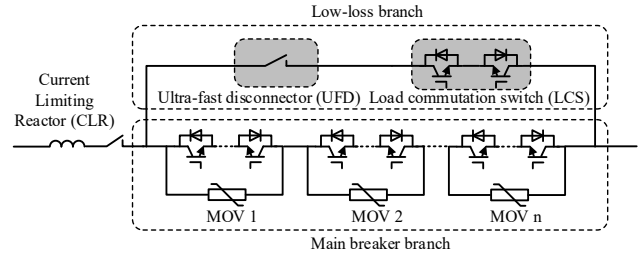 Low-loss branch
Current
Limiting
Reactor (CLR)
Ultra-fast disconnector (UFD)
Load commutation switch (LCS)
MOV 1
MOV 2
MOV n
Main breaker branch